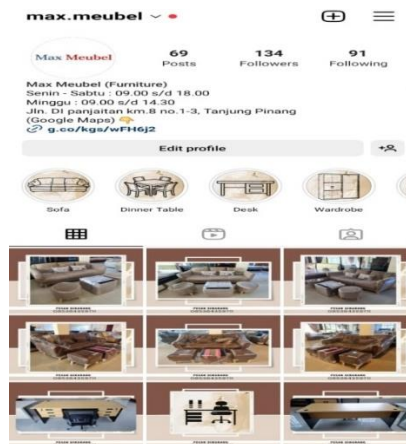 max.meubel
Max Meubel
69
Posts
134
Followers
91
Following
Max Meubel (Furniture)
Senin - Sabtu : 09.00 s/d 18.00
Minggu : 09.00 s/d 14.30
Jln. DI panjaitan km.8 no.1-3, Tanjung Pinang
(Google Maps) 👇
g.co/kgs/wFH6j2
Edit profile
Sofa
Dinner Table
Desk
Wardrobe